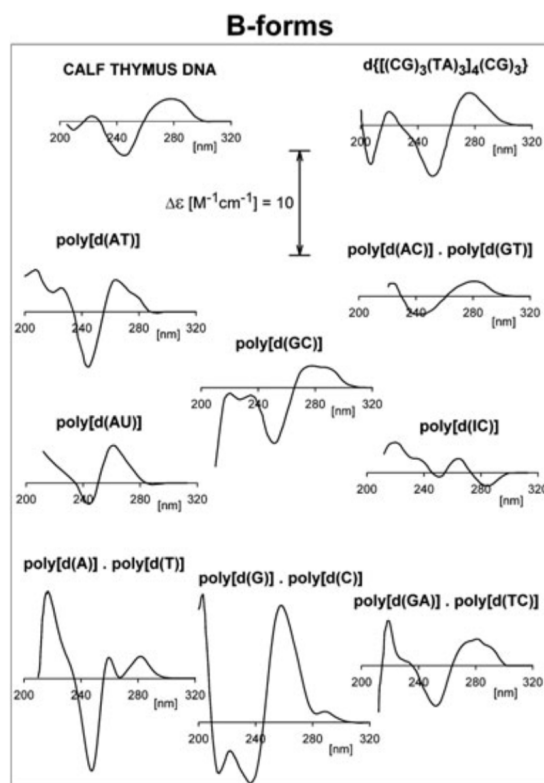 B-forms
CALF THYMUS DNA
d{[(CG)₃(TA)₃]₄(CG)₃}
200 240 280 320
[nm]
200 240 280 320
[nm]
Δε [M⁻¹cm⁻¹] = 10
poly[d(AT)]
poly[d(AC)] . poly[d(GT)]
200 240 280 320
[nm]
200 240 280 320
[nm]
poly[d(GC)]
200 240 280 320
[nm]
poly[d(AU)]
poly[d(IC)]
200 240 280 320
[nm]
200 240 280 312
[nm]
poly[d(A)] . poly[d(T)]
poly[d(G)] . poly[d(C)]
poly[d(GA)] . poly[d(TC)]
200 240 280 320
[nm]
200 240 280 320
[nm]
200 240 280 320
[nm]